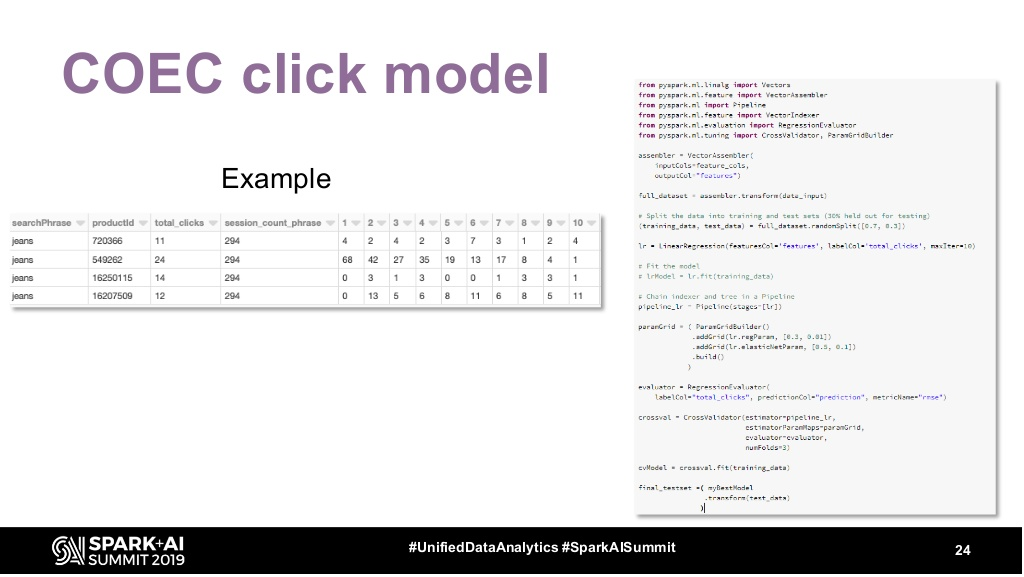 COEC click model
Example
searchPhrase productId total_clicks session_count_phrase 1 2 3 4 5 6 7 8 9 10
jeans 720366 11 294 4 2 4 2 3 7 3 1 2 4
jeans 549262 24 294 68 42 27 35 19 13 17 8 4 1
jeans 16250115 14 294 0 3 1 3 0 0 1 3 3 1
jeans 16207509 12 294 0 13 5 6 8 11 6 8 5 11
from pyspark.ml.linalg import Vectors
from pyspark.ml.feature import VectorAssembler
from pyspark.ml import Pipeline
from pyspark.ml.feature import VectorIndexer
from pyspark.ml.evaluation import RegressionEvaluator
from pyspark.ml.tuning import CrossValidator, ParamGridBuilder
assembler = VectorAssembler(
inputCols=feature_cols,
outputCol="features")
full_dataset = assembler.transform(data_input)
# Split the data into training and test sets (30% held out for testing)
(training_data, test_data) = full_dataset.randomSplit([0.7, 0.3])
lr = LinearRegression(featuresCol='features', labelCol='total_clicks', maxIter=10)
# Fit the model
# lrModel = lr.fit(training_data)
# Chain indexer and tree in a Pipeline
pipeline_lr = Pipeline(stages=[lr])
paramGrid = ( ParamGridBuilder()
.addGrid(lr.regParam, [0.3, 0.01])
.addGrid(lr.elasticNetParam, [0.5, 0.1])
.build()
)
evaluator = RegressionEvaluator(
labelCol="total_clicks", predictionCol="prediction", metricName="rmse")
crossval = CrossValidator(estimator=pipeline_lr,
estimatorParamMaps=paramGrid,
evaluator=evaluator,
numFolds=3)
cvModel = crossval.fit(training_data)
final_testset =( myBestModel
.transform(test_data)
)
SPARK+AI
SUMMIT 2019
#UnifiedDataAnalytics #SparkAISummit
24